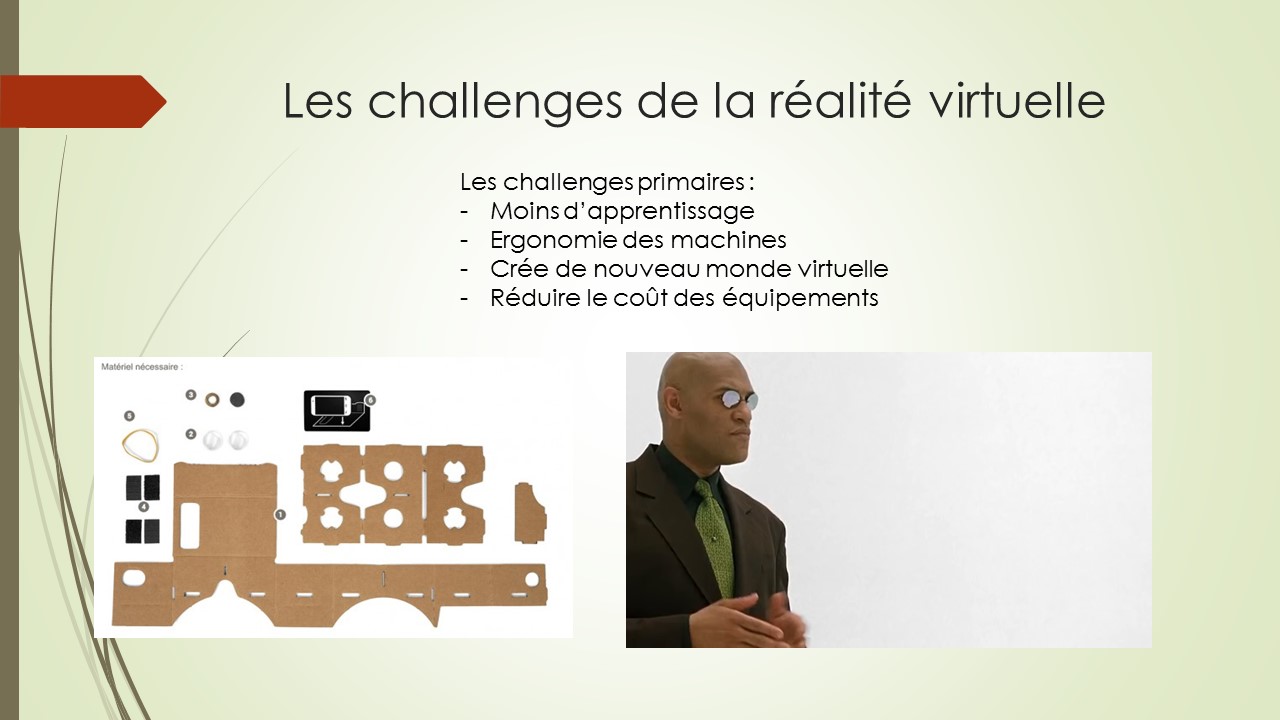 Les challenges de la réalité virtuelle
Les challenges primaires :
- Moins d’apprentissage
- Ergonomie des machines
- Crée de nouveau monde virtuelle
- Réduire le coût des équipements
Matériel nécessaire :
3
6
5
2
4
1